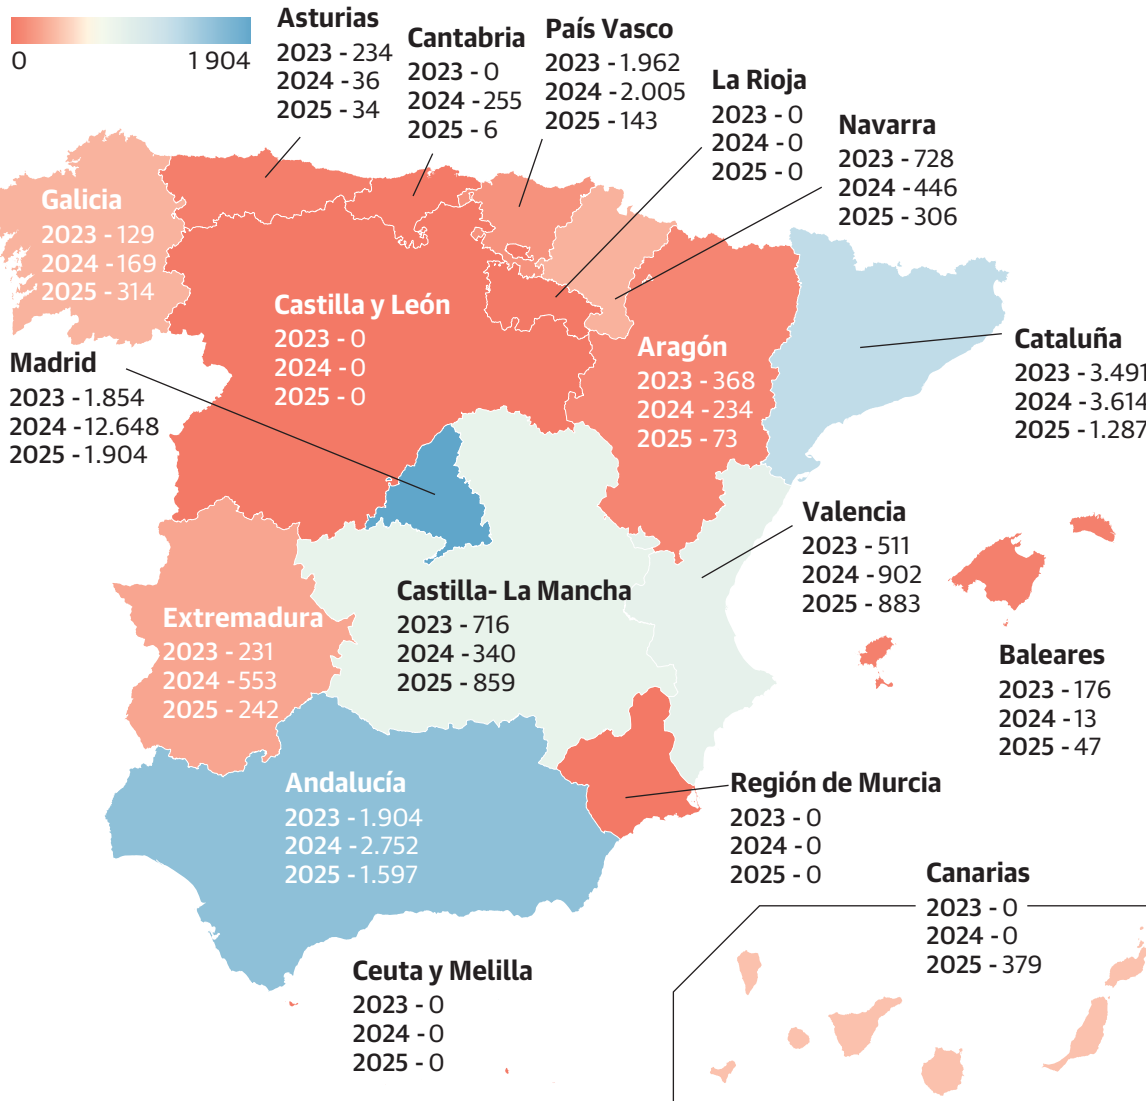 0
1 904
Asturias
2023 - 234
2024 - 36
2025 - 34
Cantabria
2023 - 0
2024 - 255
2025 - 6
País Vasco
2023 - 1.962
2024 - 2.005
2025 - 143
La Rioja
2023 - 0
2024 - 0
2025 - 0
Navarra
2023 - 728
2024 - 446
2025 - 306
Galicia
2023 - 129
2024 - 169
2025 - 314
Castilla y León
2023 - 0
2024 - 0
2025 - 0
Aragón
2023 - 368
2024 - 234
2025 - 73
Cataluña
2023 - 3.491
2024 - 3.614
2025 - 1.287
Madrid
2023 - 1.854
2024 - 12.648
2025 - 1.904
Valencia
2023 - 511
2024 - 902
2025 - 883
Castilla- La Mancha
2023 - 716
2024 - 340
2025 - 859
Extremadura
2023 - 231
2024 - 553
2025 - 242
Baleares
2023 - 176
2024 - 13
2025 - 47
Andalucía
2023 - 1.904
2024 - 2.752
2025 - 1.597
Región de Murcia
2023 - 0
2024 - 0
2025 - 0
Canarias
2023 - 0
2024 - 0
2025 - 379
Ceuta y Melilla
2023 - 0
2024 - 0
2025 - 0